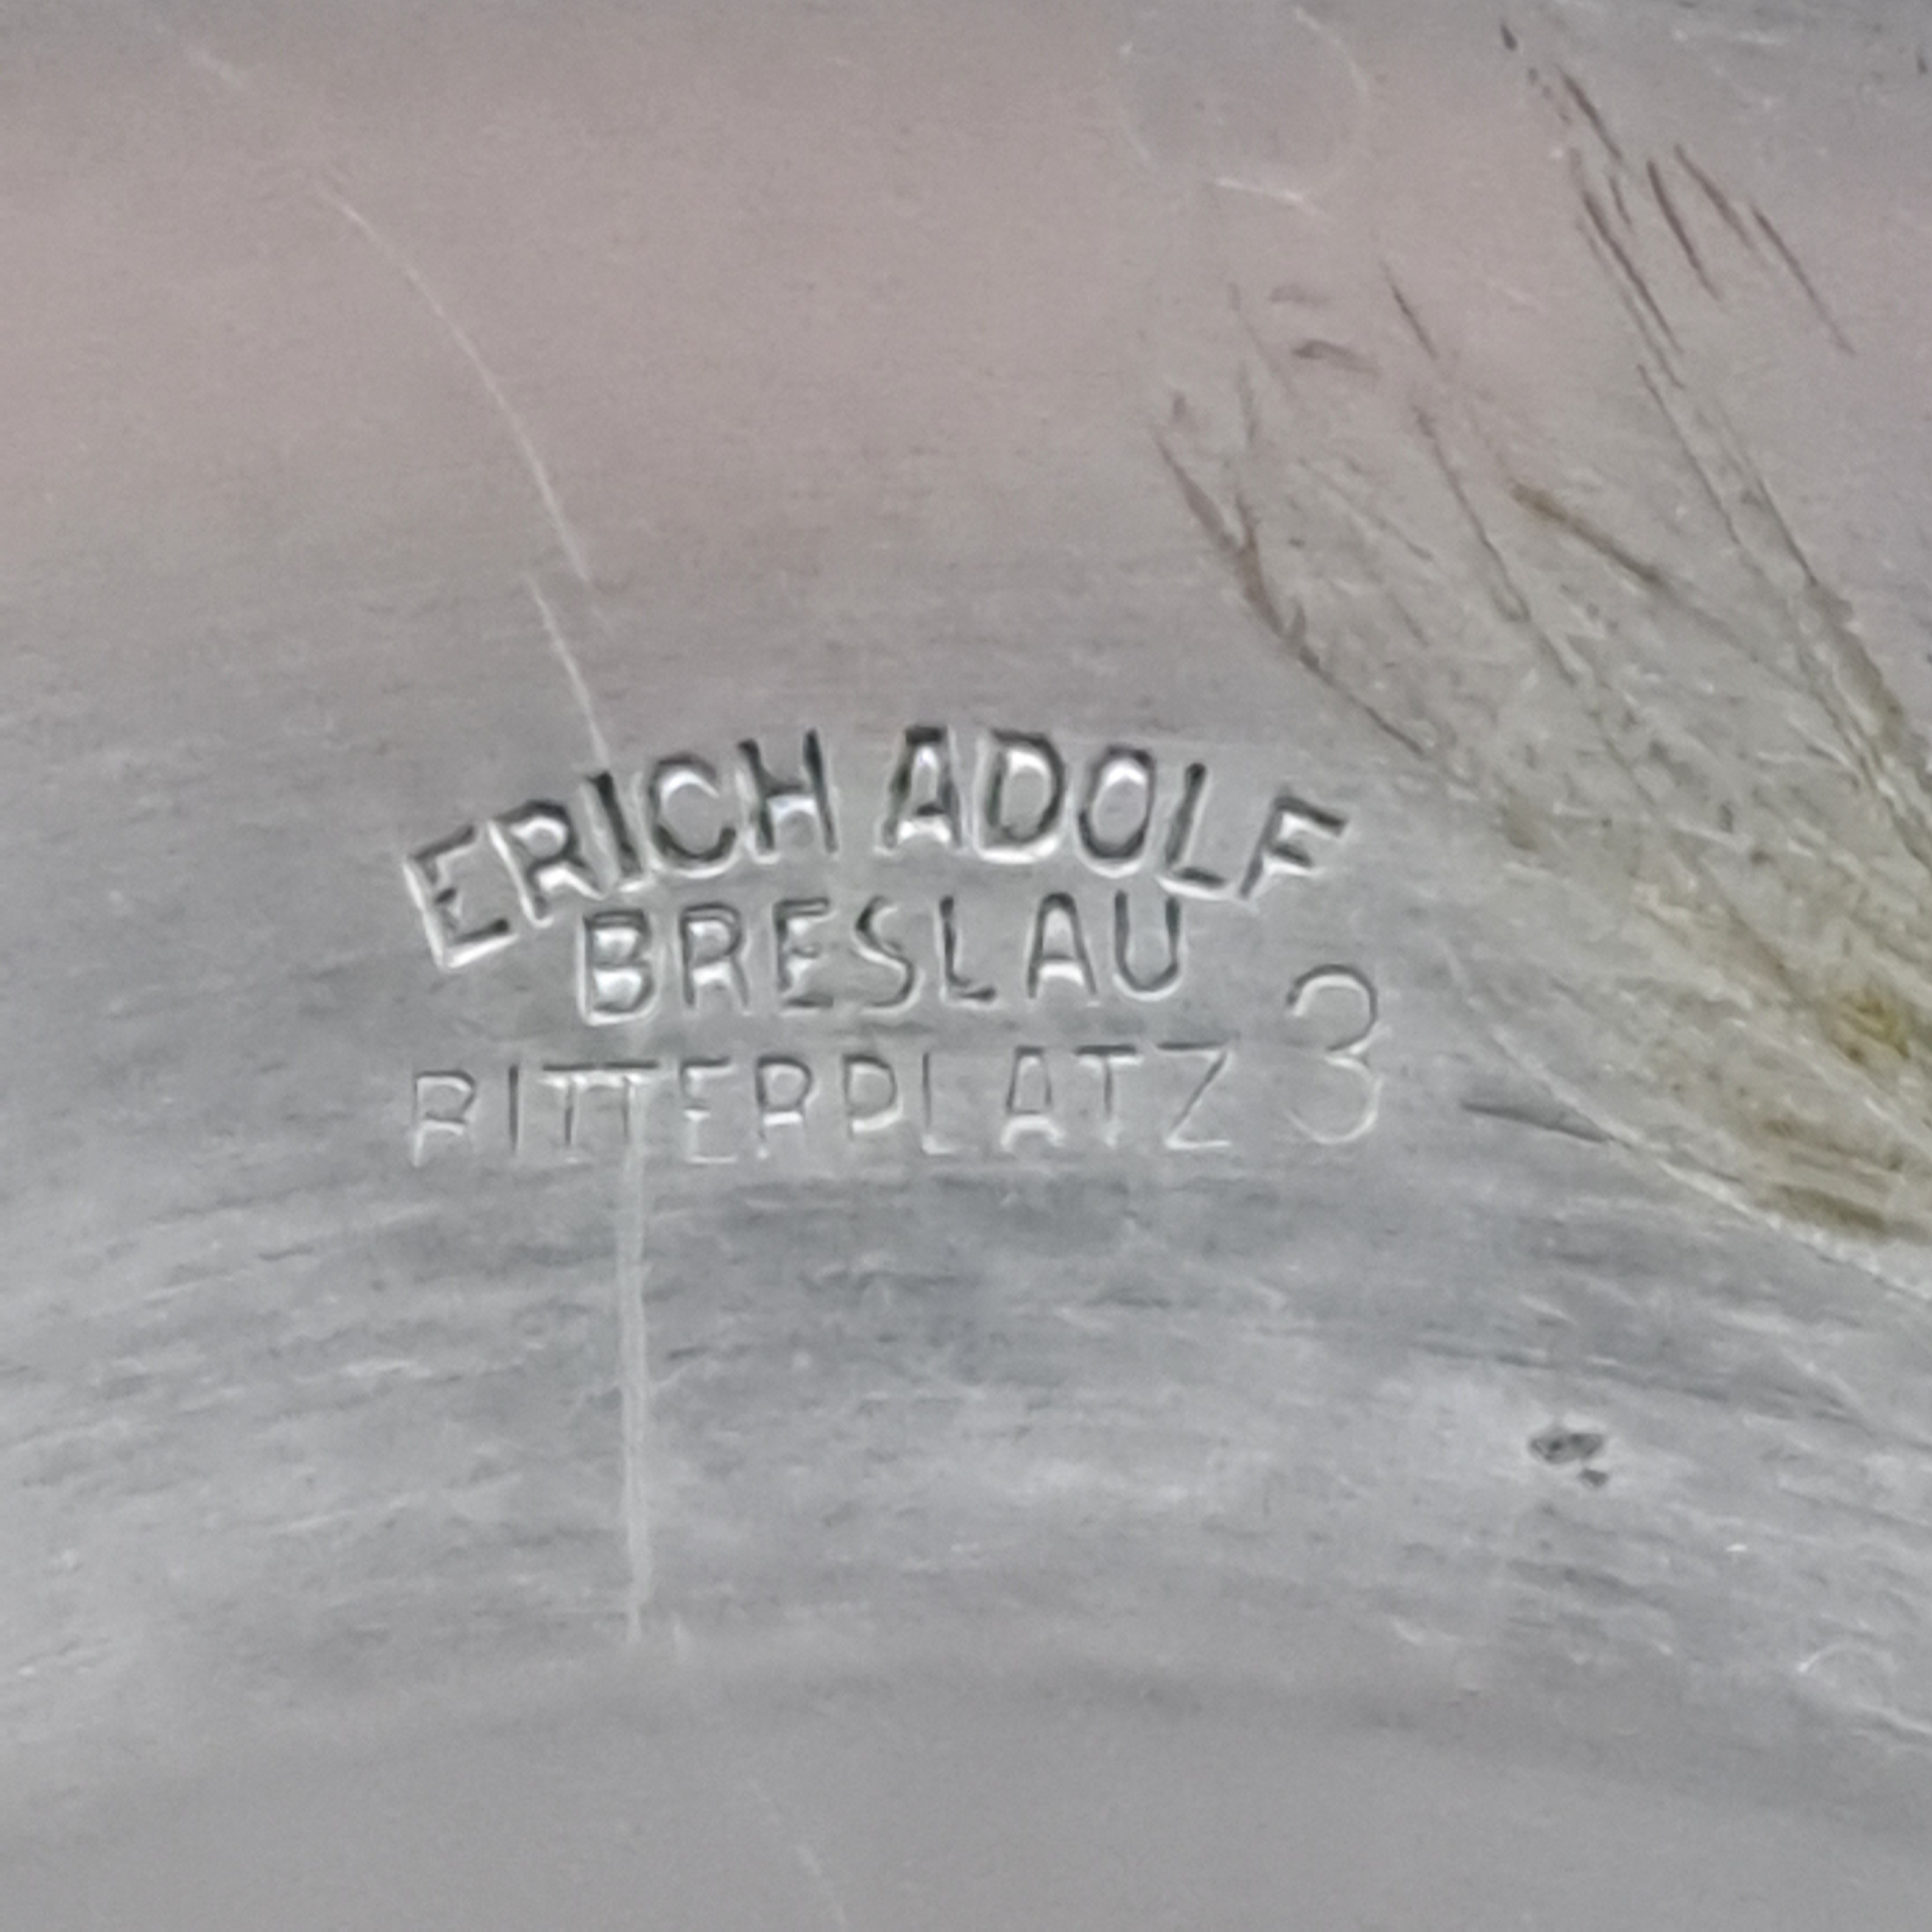 ERICH ADOLF
BRESLAU
RITTERPLATZ 3